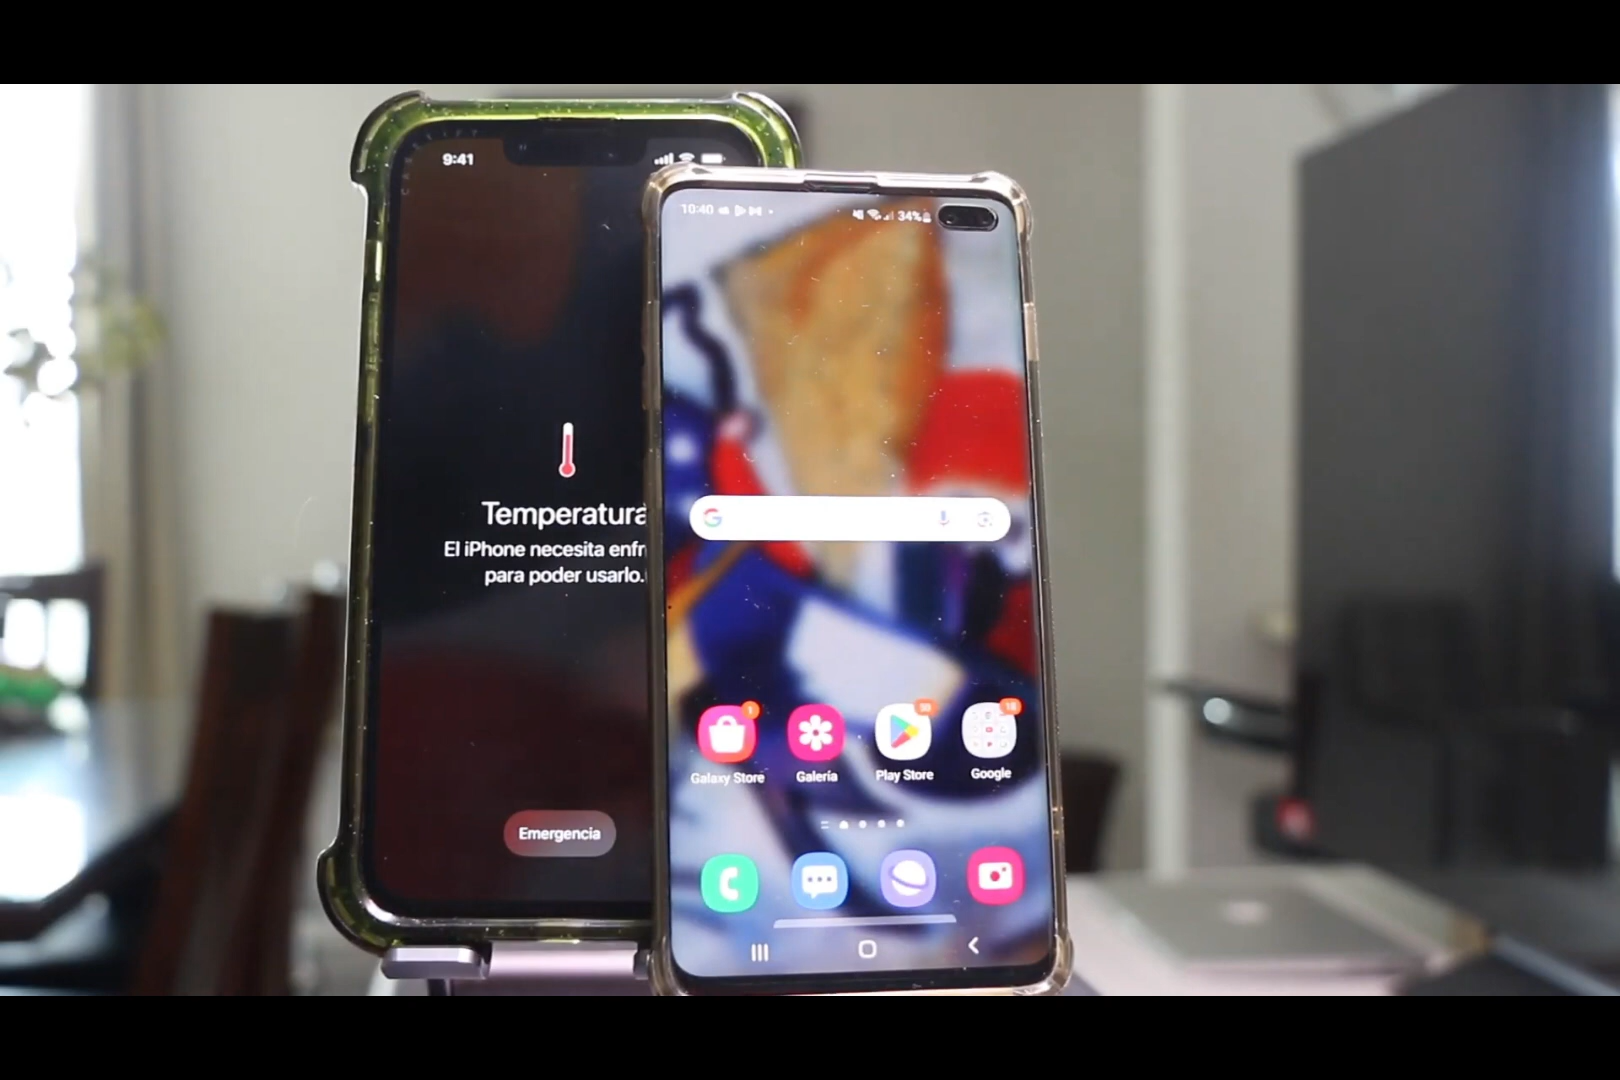 9:41
Temperatura
El iPhone necesita enfr
para poder usarlo.
Emergencia
10:40
34%
Galaxy Store
Galería
Play Store
Google